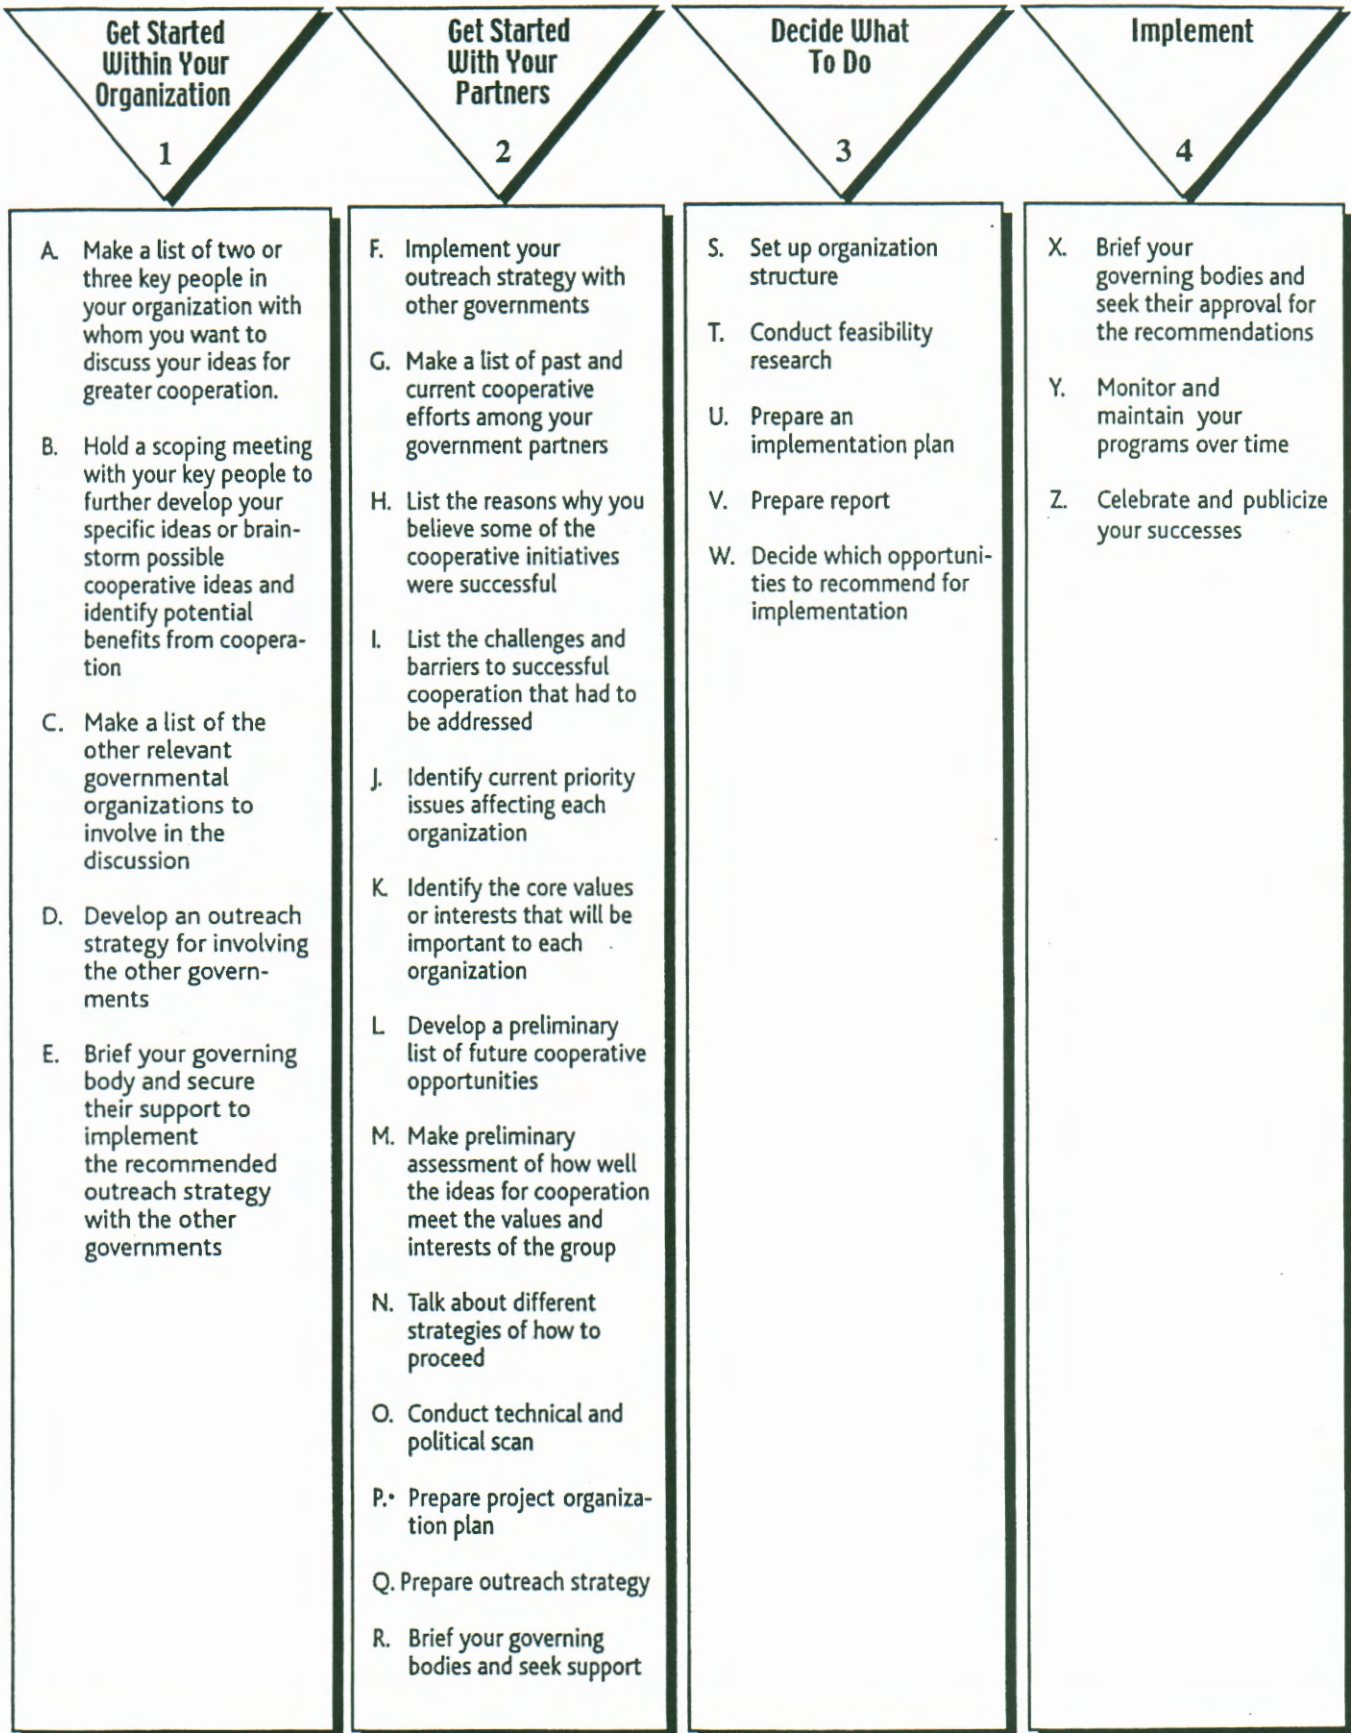 Get Started
Within Your
Organization
1
A. Make a list of two or
three key people in
your organization with
whom you want to
discuss your ideas for
greater cooperation.
B. Hold a scoping meeting
with your key people to
further develop your
specific ideas or brain-
storm possible
cooperative ideas and
identify potential
benefits from coopera-
tion
C. Make a list of the
other relevant
governmental
organizations to
involve in the
discussion
D. Develop an outreach
strategy for involving
the other govern-
ments
E. Brief your governing
body and secure
their support to
implement
the recommended
outreach strategy
with the other
governments
Get Started
With Your
Partners
2
F. Implement your
outreach strategy with
other governments
G. Make a list of past and
current cooperative
efforts among your
government partners
H. List the reasons why you
believe some of the
cooperative initiatives
were successful
I. List the challenges and
barriers to successful
cooperation that had to
be addressed
J. Identify current priority
issues affecting each
organization
K. Identify the core values
or interests that will be
important to each
organization
L Develop a preliminary
list of future cooperative
opportunities
M. Make preliminary
assessment of how well
the ideas for cooperation
meet the values and
interests of the group
N. Talk about different
strategies of how to
proceed
O. Conduct technical and
political scan
P. Prepare project organiza-
tion plan
Q. Prepare outreach strategy
R. Brief your governing
bodies and seek support
Decide What
To Do
3
S. Set up organization
structure
T. Conduct feasibility
research
U. Prepare an
implementation plan
V. Prepare report
W. Decide which opportuni-
ties to recommend for
implementation
Implement
4
X. Brief your
governing bodies and
seek their approval for
the recommendations
Y. Monitor and
maintain your
programs over time
Z. Celebrate and publicize
your successes